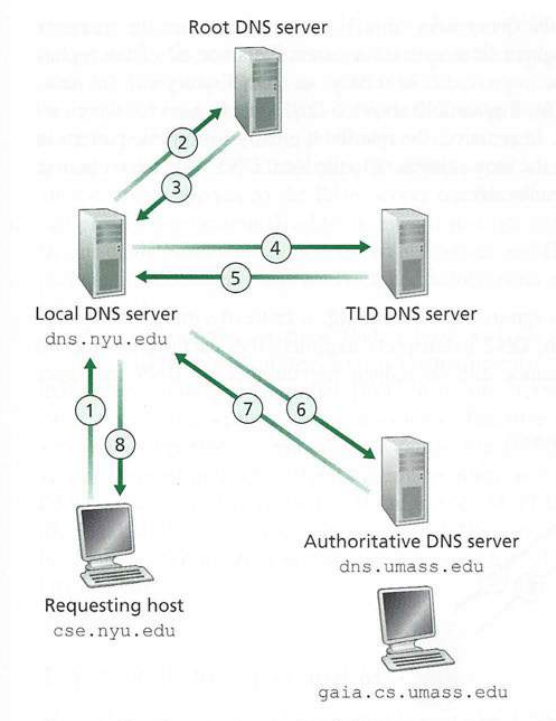 Root DNS server
2
3
4
5
Local DNS server
dns.nyu.edu
TLD DNS server
1
8
7
6
Requesting host
cse.nyu.edu
Authoritative DNS server
dns.umass.edu
gaia.cs.umass.edu